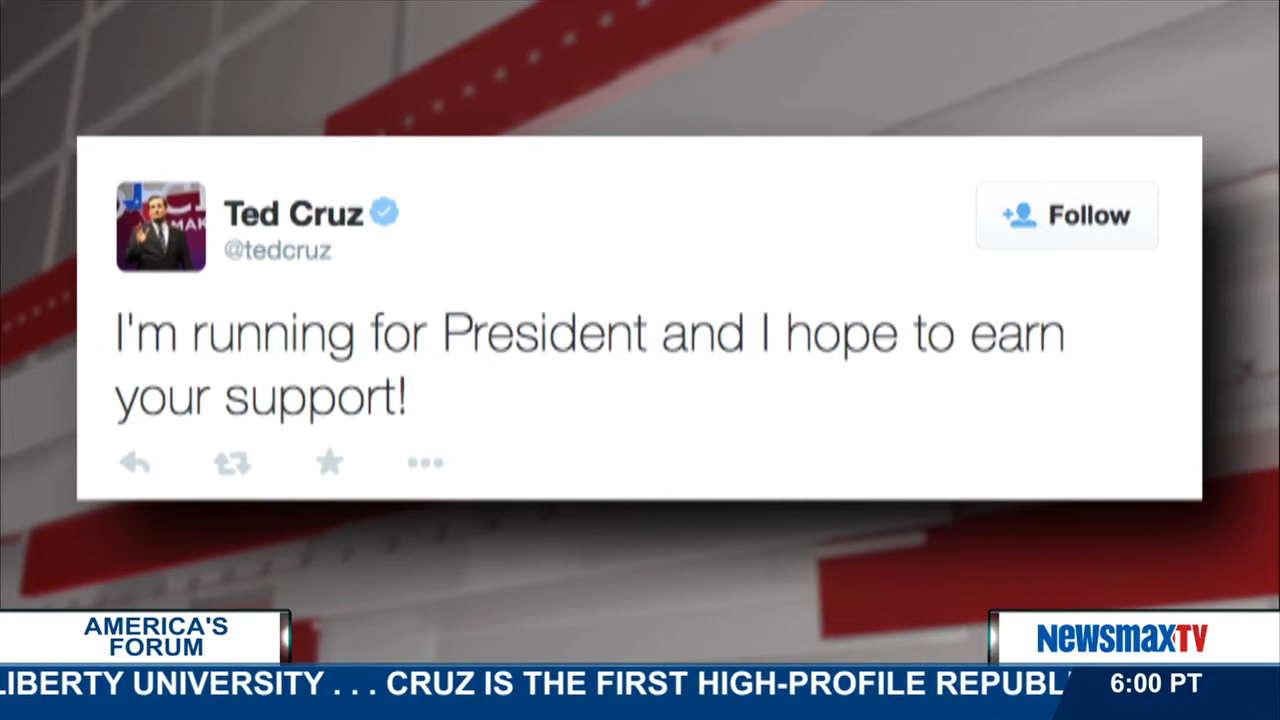 Ted Cruz
@tedcruz
Follow
I'm running for President and I hope to earn
your support!
AMERICA'S
FORUM
NEWSMAXTV
LIBERTY UNIVERSITY . . . CRUZ IS THE FIRST HIGH-PROFILE REPUBL
6:00 PT